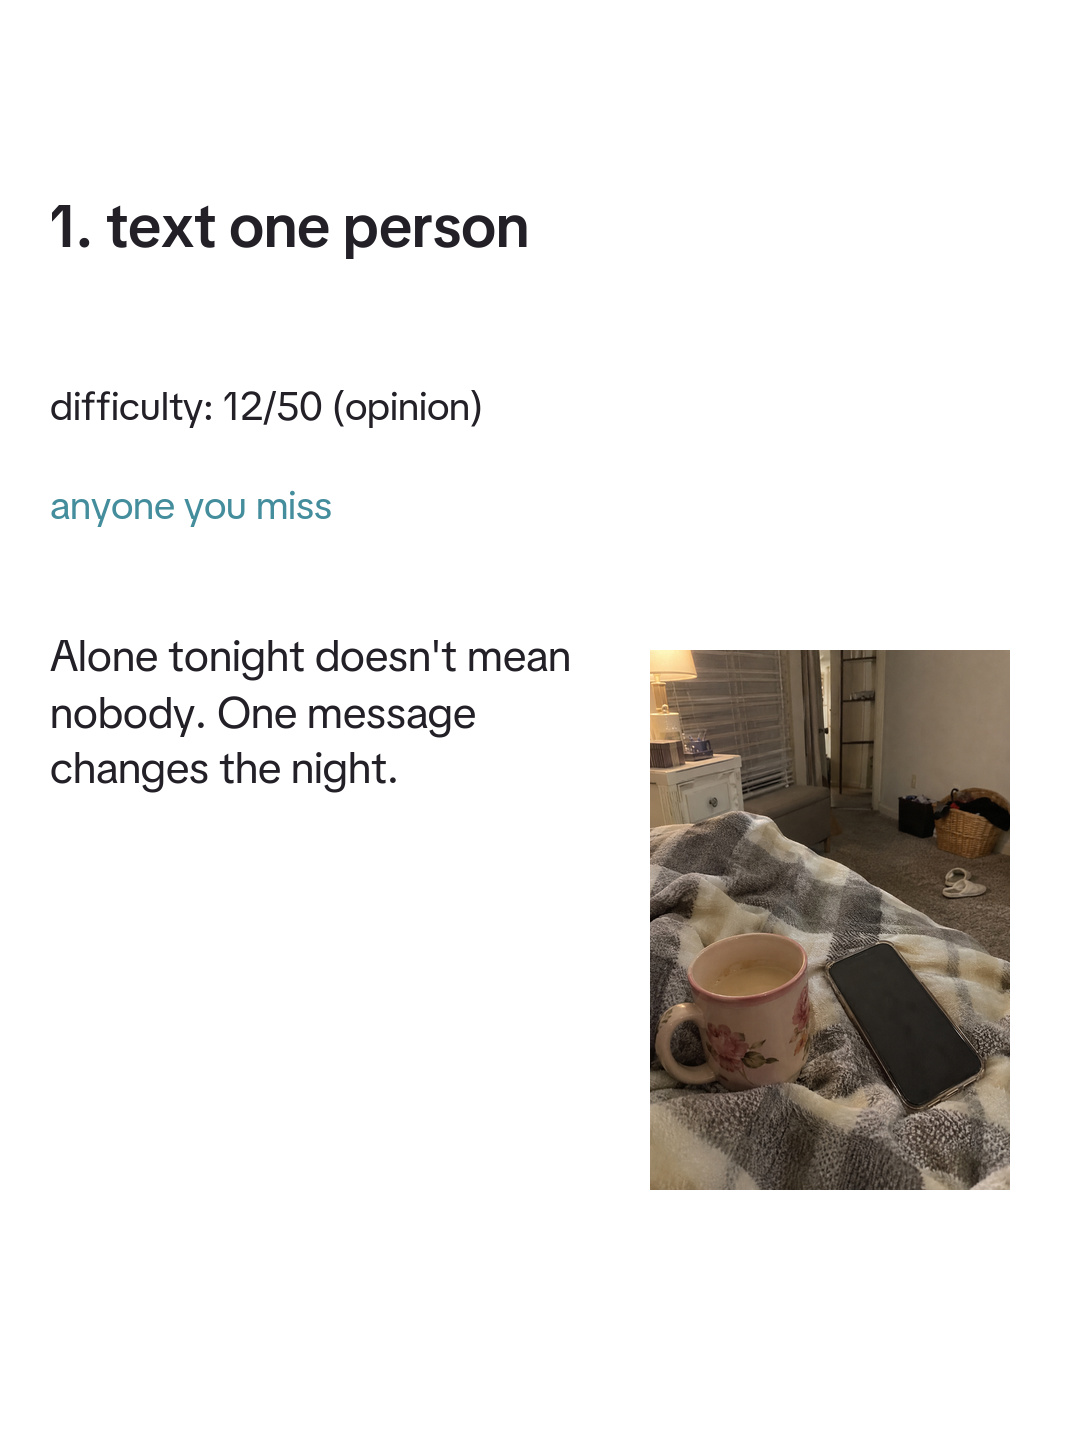 1. text one person
difficulty: 12/50 (opinion)
anyone you miss
Alone tonight doesn't mean
nobody. One message
changes the night.